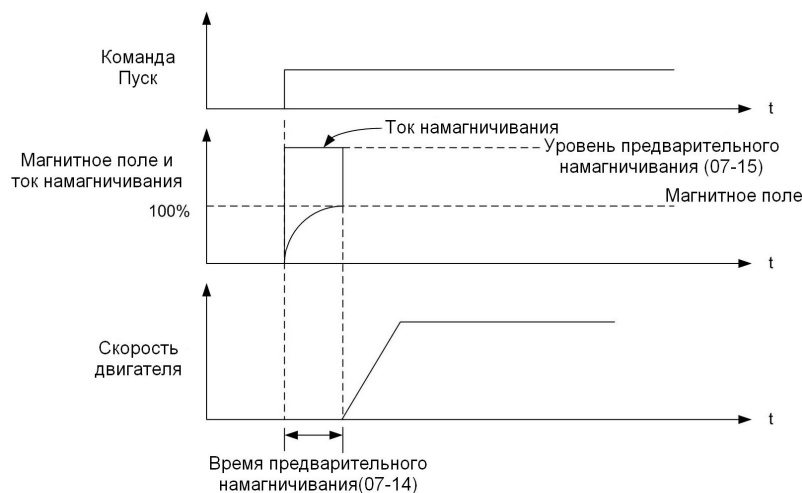 Команда
Пуск
t
Ток намагничивания
Уровень предварительного
намагничивания (07-15)
Магнитное поле и
ток намагничивания
Магнитное поле
100%
t
Скорость
двигателя
t
Время предварительного
намагничивания(07-14)